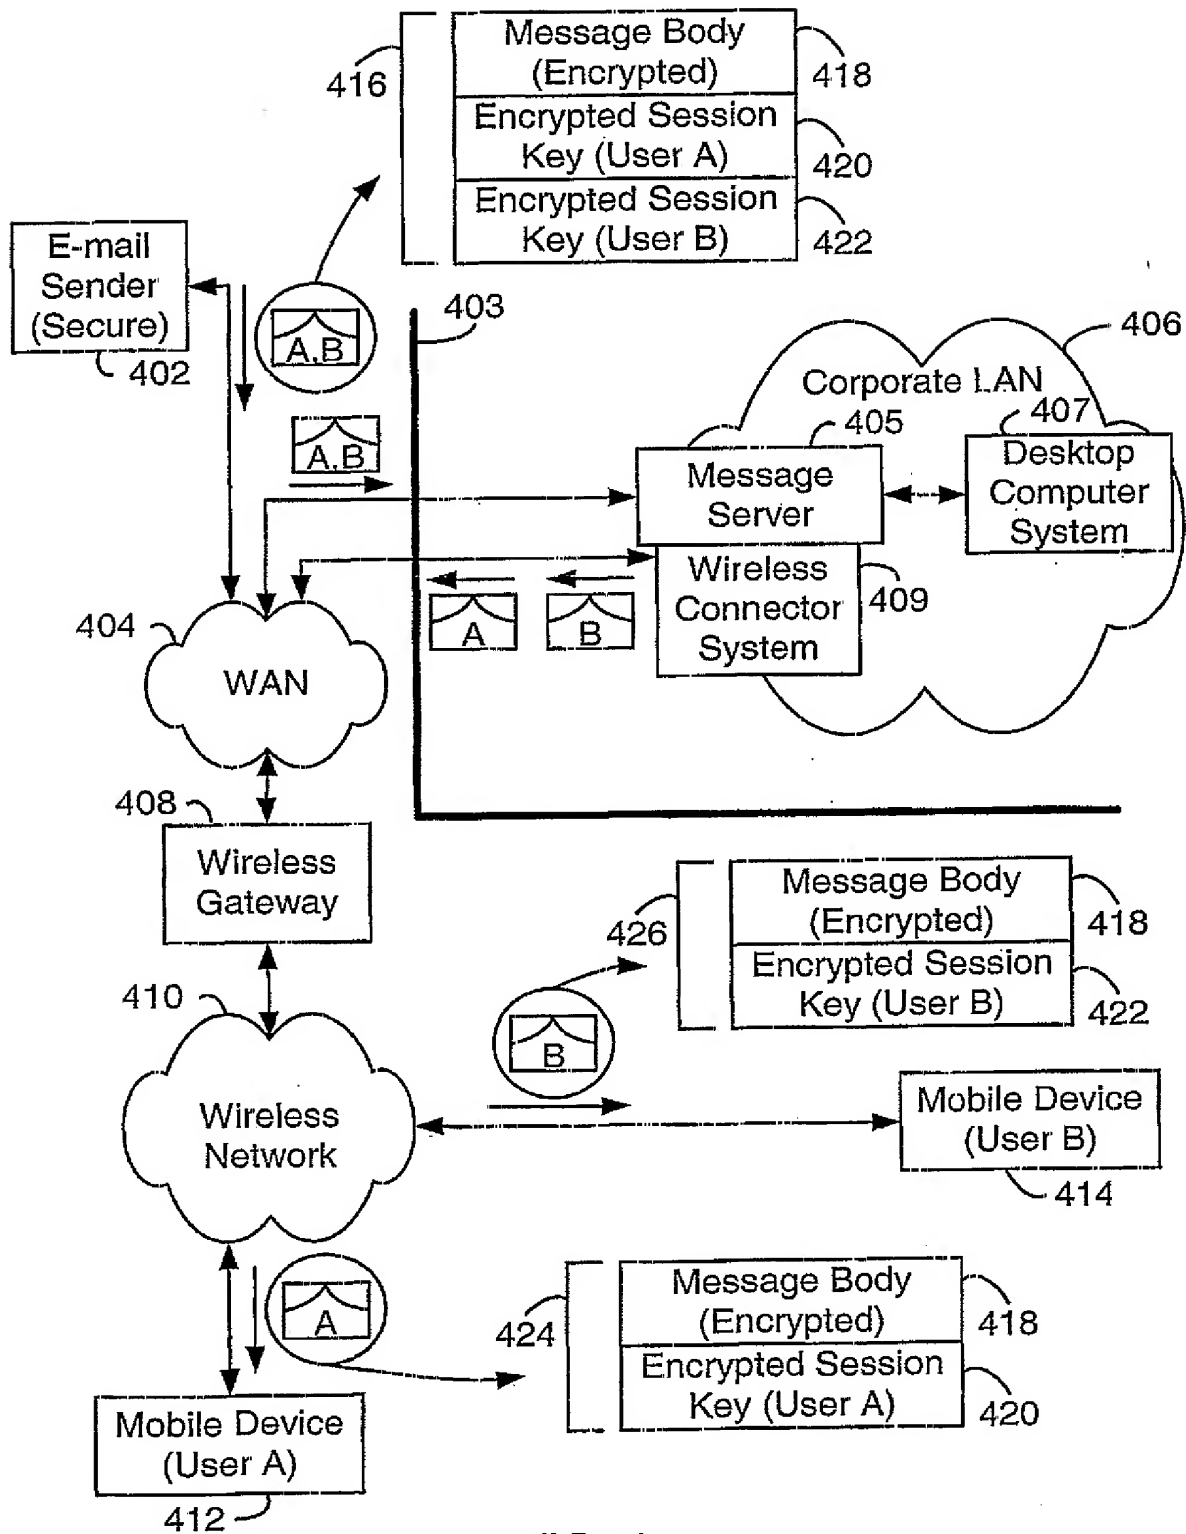 416
Message Body
(Encrypted)
418
Encrypted Session
Key (User A)
420
Encrypted Session
Key (User B)
422
E-mail
Sender
(Secure)
402
A,B
403
A,B
406
Corporate LAN
405
407
Message
Server
Desktop
Computer
System
Wireless
Connector
System
409
A
B
404
WAN
408
Wireless
Gateway
426
Message Body
(Encrypted)
418
Encrypted Session
Key (User B)
422
410
B
Wireless
Network
Mobile Device
(User B)
414
A
424
Message Body
(Encrypted)
418
Encrypted Session
Key (User A)
420
Mobile Device
(User A)
412